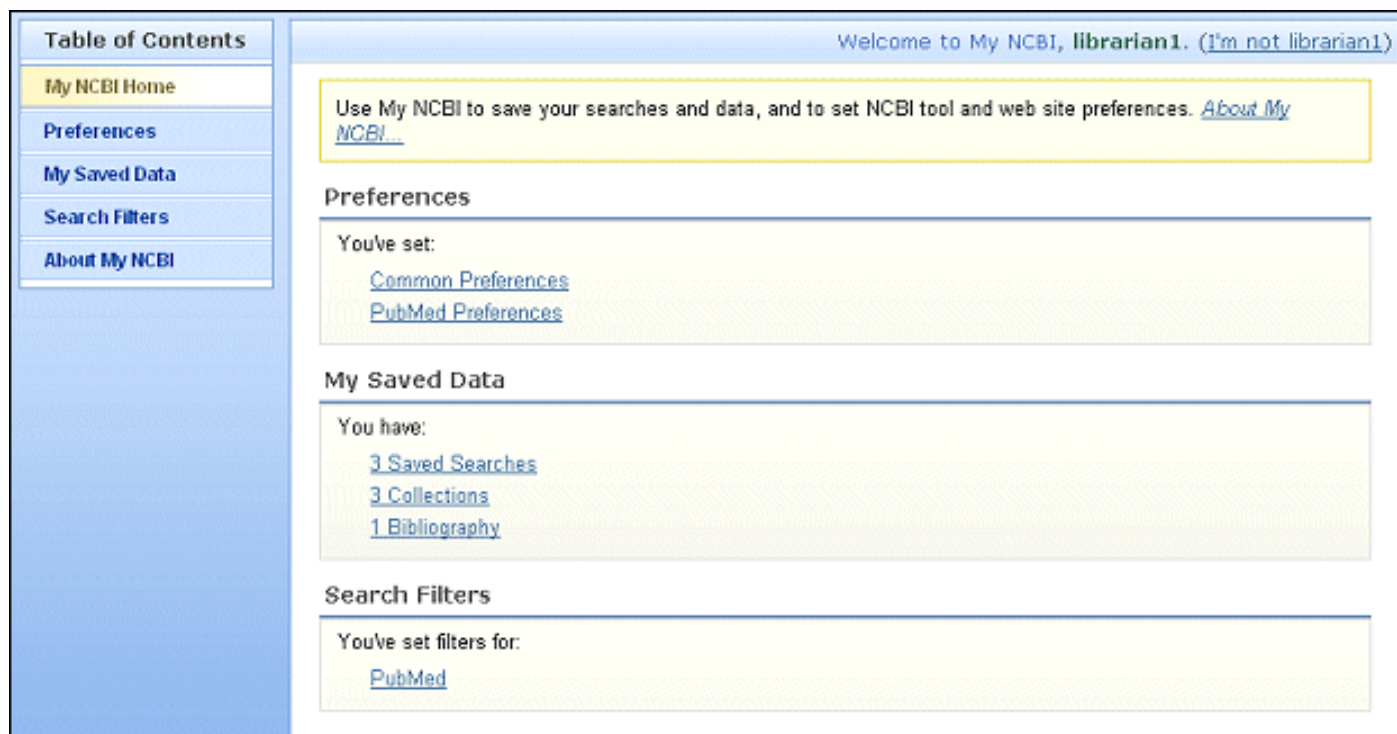 Table of Contents
My NCBI Home
Preferences
My Saved Data
Search Filters
About My NCBI
Welcome to My NCBI, librarian1. (I'm not librarian1)
Use My NCBI to save your searches and data, and to set NCBI tool and web site preferences. About My
NCBI...
Preferences
You've set:
Common Preferences
PubMed Preferences
My Saved Data
You have:
3 Saved Searches
3 Collections
1 Bibliography
Search Filters
You've set filters for:
PubMed